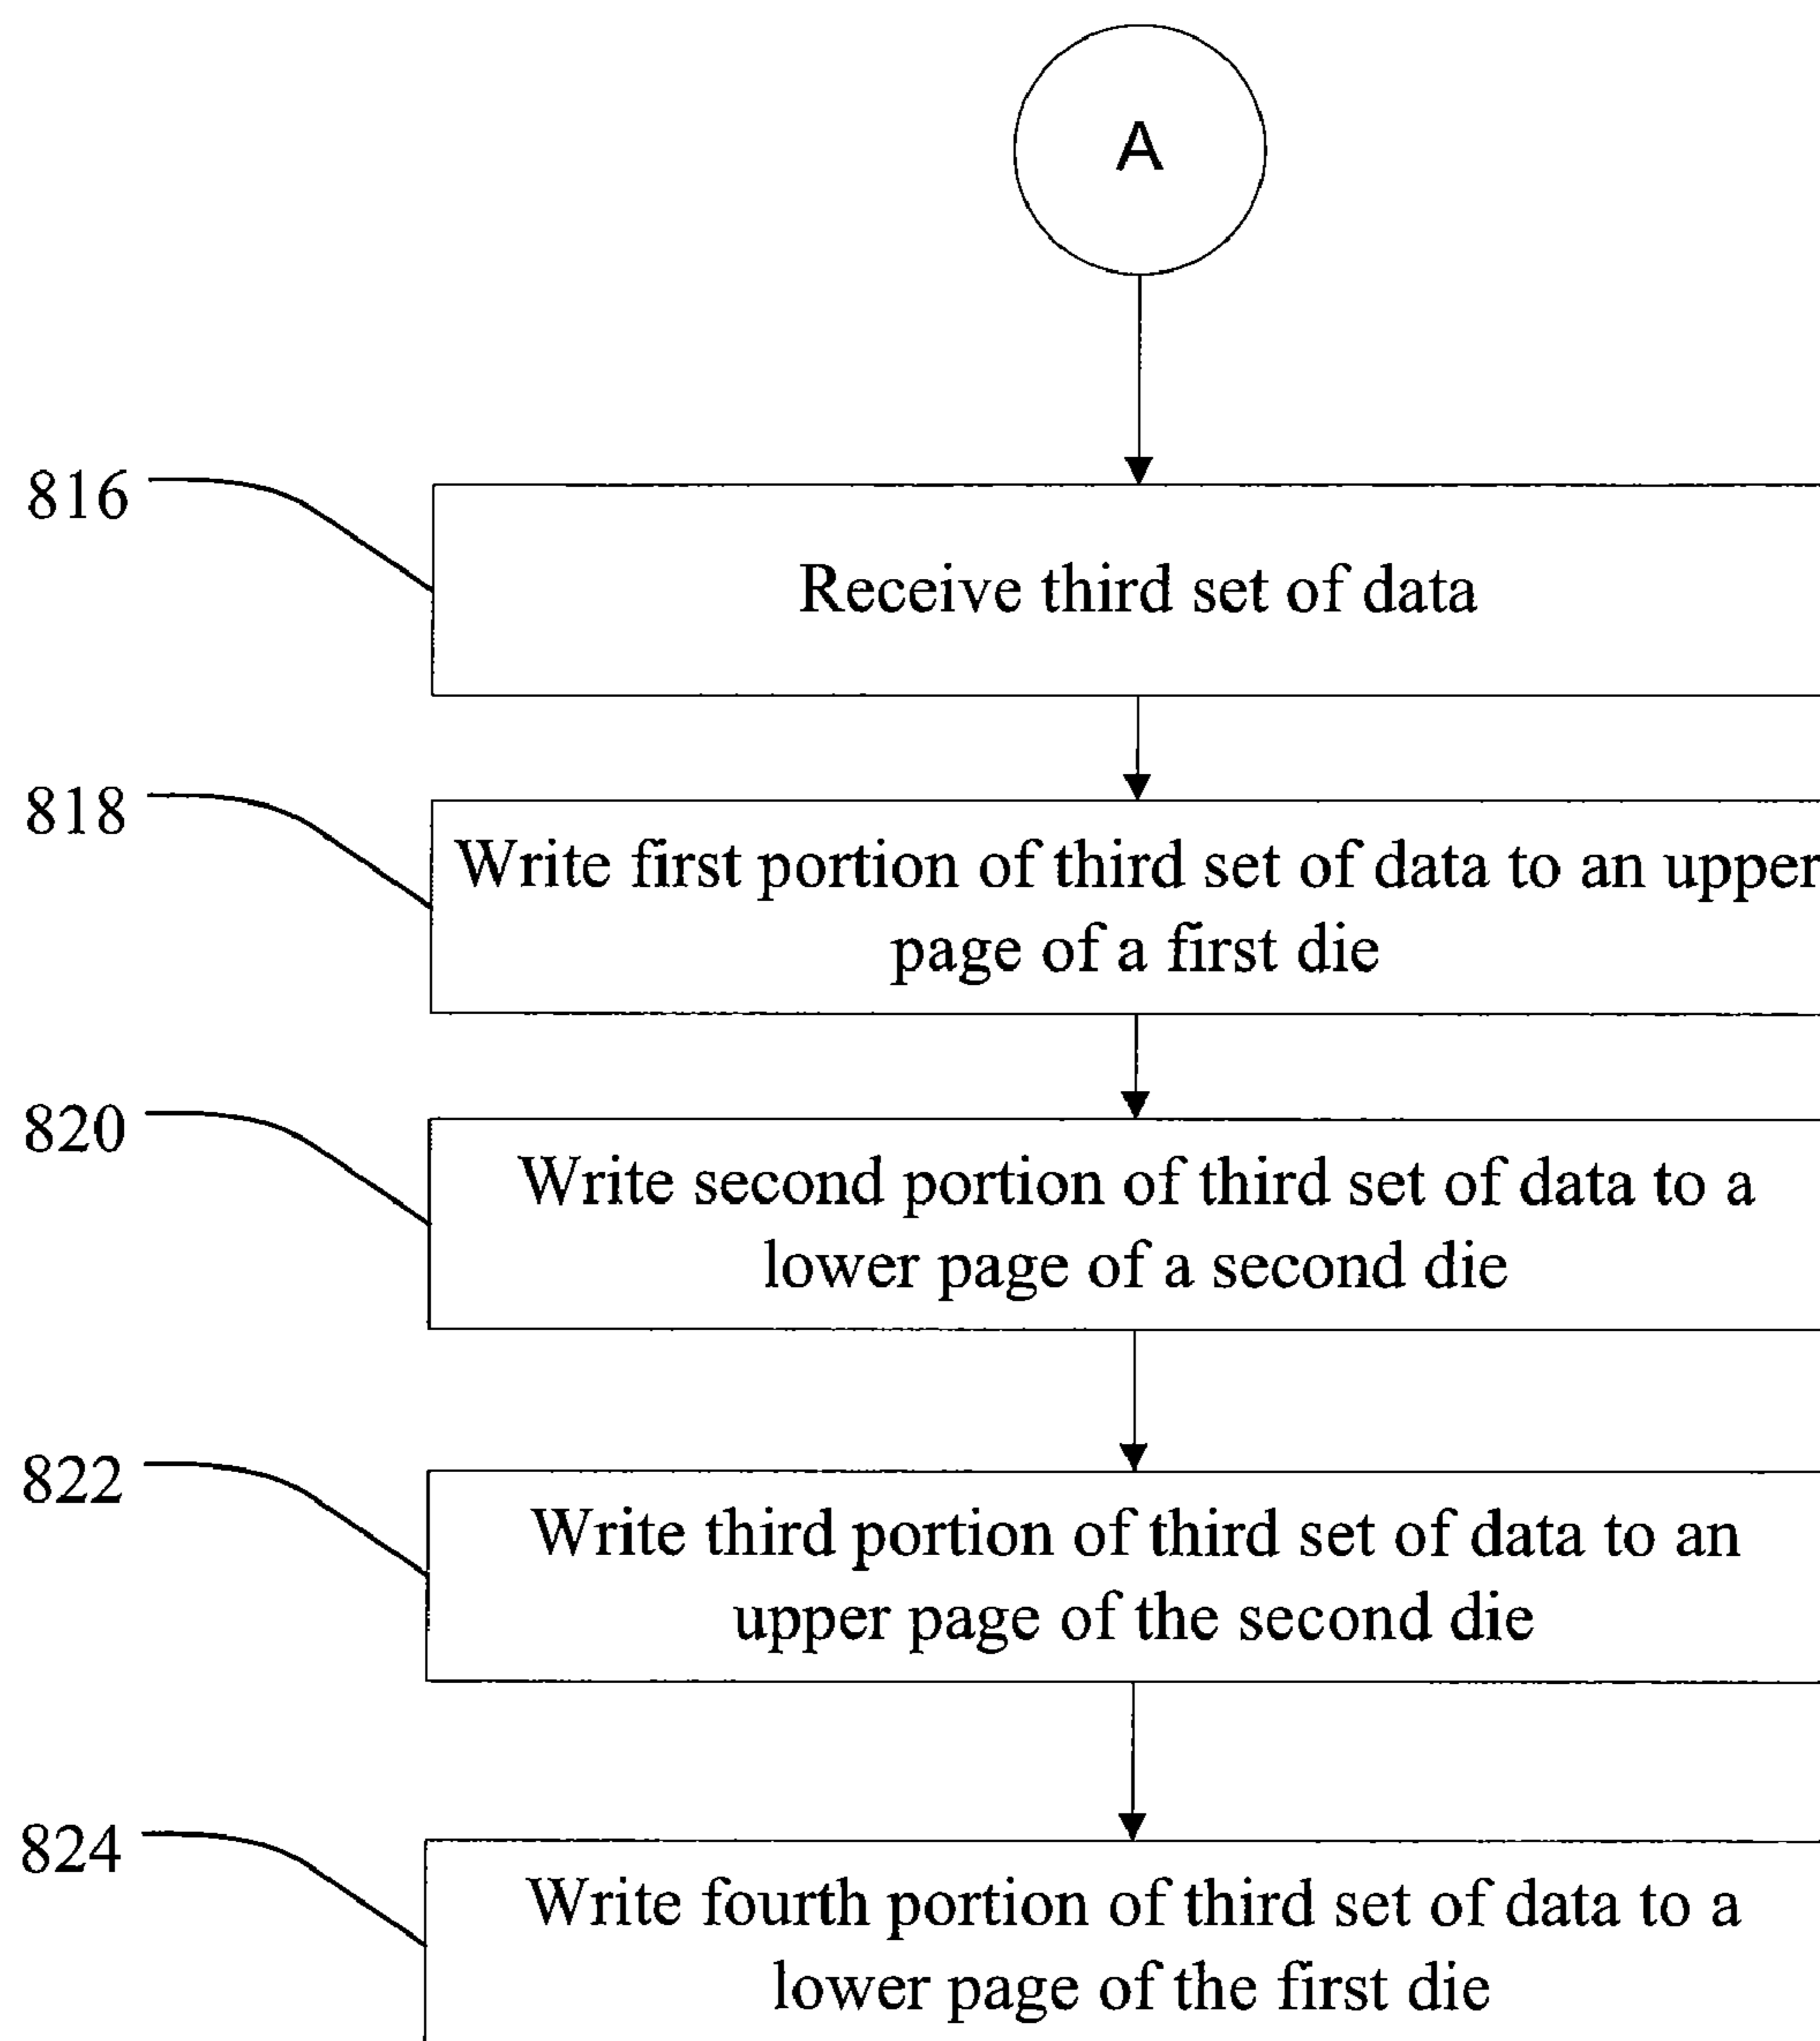 A
816
Receive third set of data
818
Write first portion of third set of data to an upper
page of a first die
820
Write second portion of third set of data to a
lower page of a second die
822
Write third portion of third set of data to an
upper page of the second die
824
Write fourth portion of third set of data to a
lower page of the first die